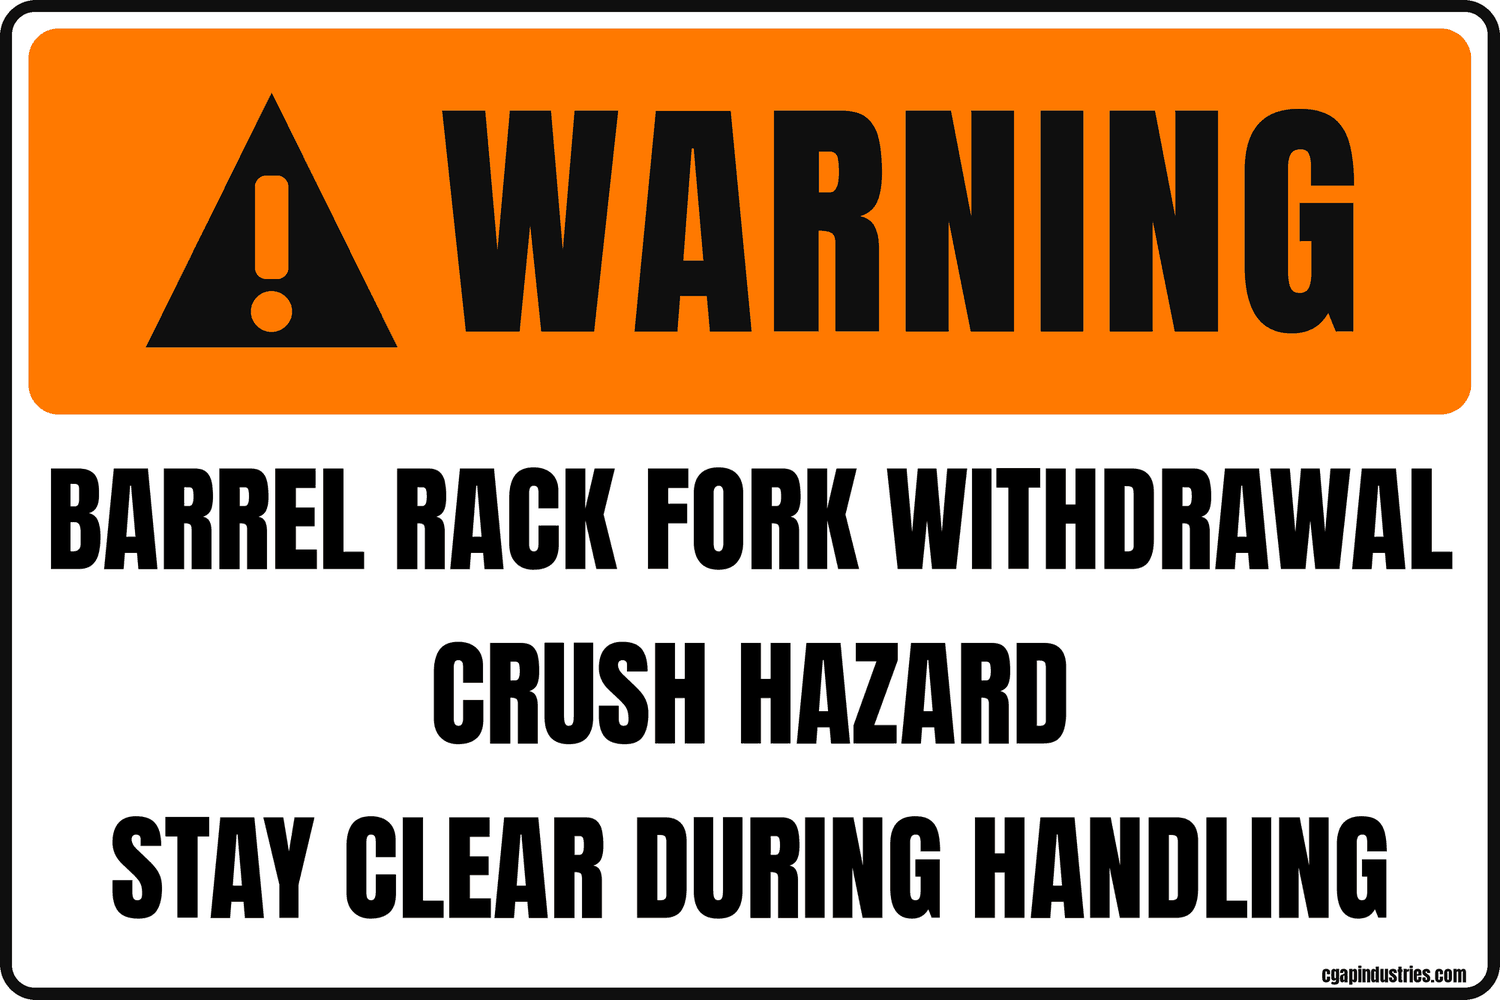 WARNING
BARREL RACK FORK WITHDRAWAL
CRUSH HAZARD
STAY CLEAR DURING HANDLING
cgapindustries.com